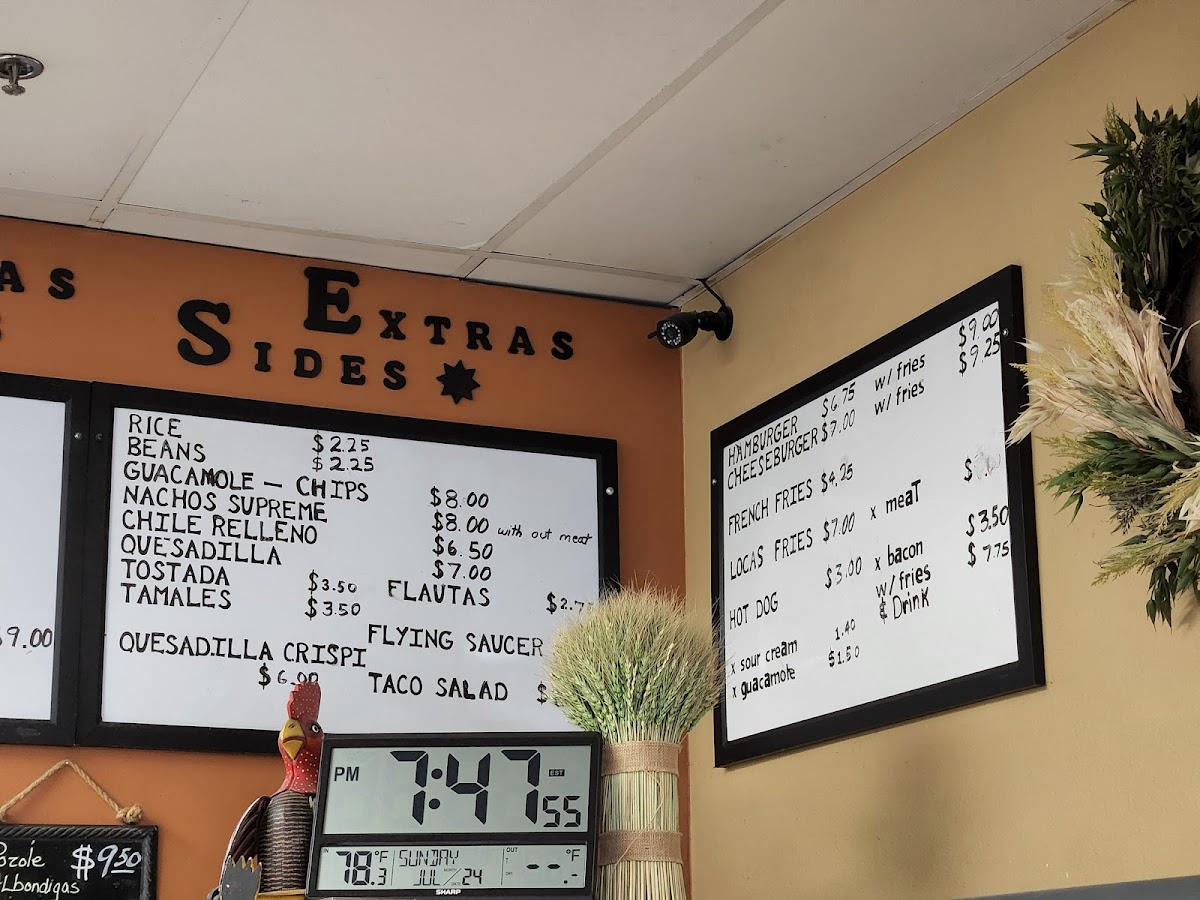 AS
S
EXTRAS
SIDES
RICE $2.25
BEANS $2.25
GUACAMOLE – CHIPS $8.00
NACHOS SUPREME $8.00 with out meat
CHILE RELLENO $6.50
QUESADILLA $7.00
TOSTADA $3.50 FLAUTAS
TAMALES $3.50
FLYING SAUCER
QUESADILLA CRISPI
$6.00 TACO SALAD $
9.00
HAMBURGER $6.75 w/ fries $9.00
CHEESEBURGER $7.00 w/ fries $9.25
FRENCH FRIES $4.25
LOCAS FRIES $7.00 x meaT $
HOT DOG $3.00 x bacon $3.50
w/fries $7.75
& Drink
x sour cream 1.40
x guacamole $1.50
PM 7:47 55
EST
IN 78.3 °F SUNDAY OUT --.- °F
MONTH DATE
JUL 24
SHARP
ozole $9.50
Lbondigas